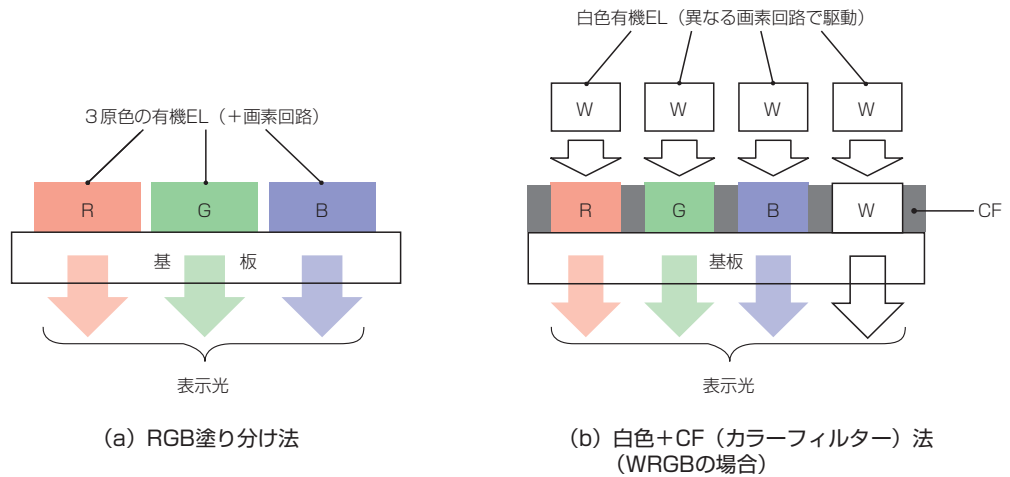 3原色の有機EL(+画素回路)
R G B
基 板
表示光
(a)RGB塗り分け法
白色有機EL(異なる画素回路で駆動)
W W W W
R G B W
CF
基板
表示光
(b)白色+CF(カラーフィルター)法
(WRGBの場合)